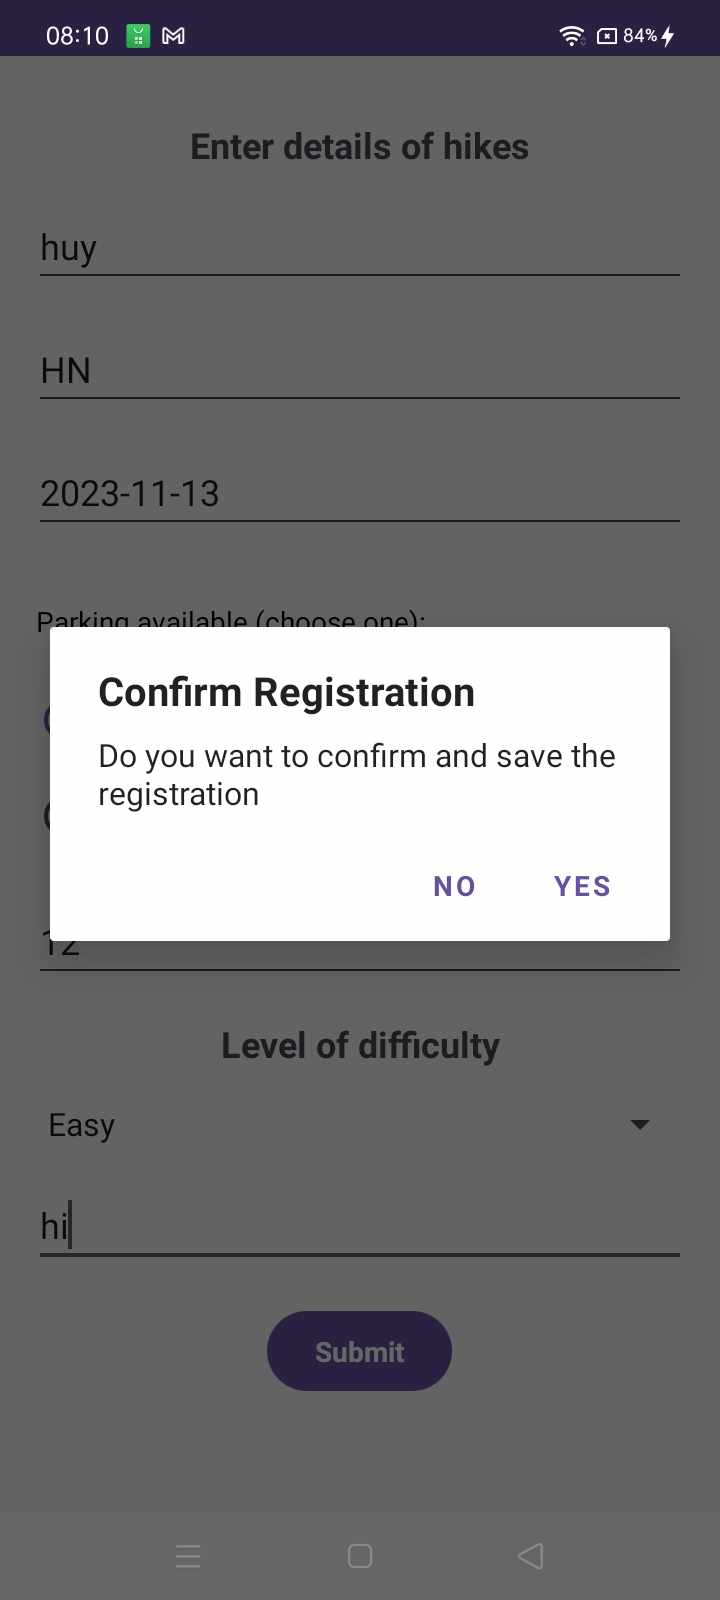 08:10 84%
Enter details of hikes
huy
HN
2023-11-13
Parking available (choose one):
Confirm Registration
Do you want to confirm and save the
registration
NO YES
12
Level of difficulty
Easy
hi
Submit